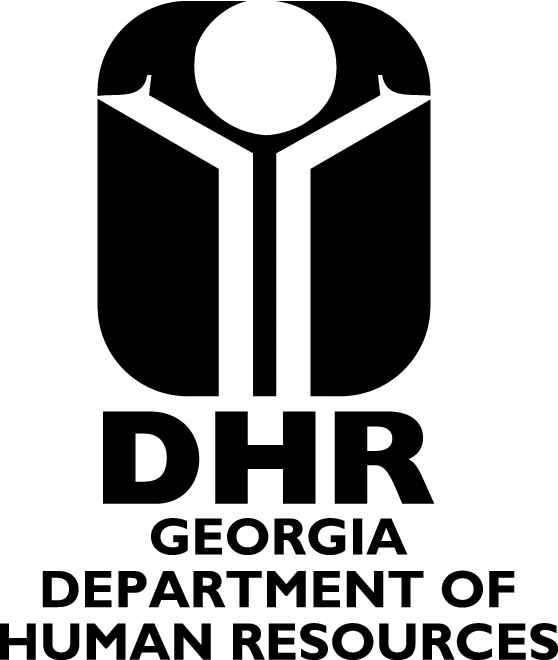 DHR
GEORGIA
DEPARTMENT OF
HUMAN RESOURCES